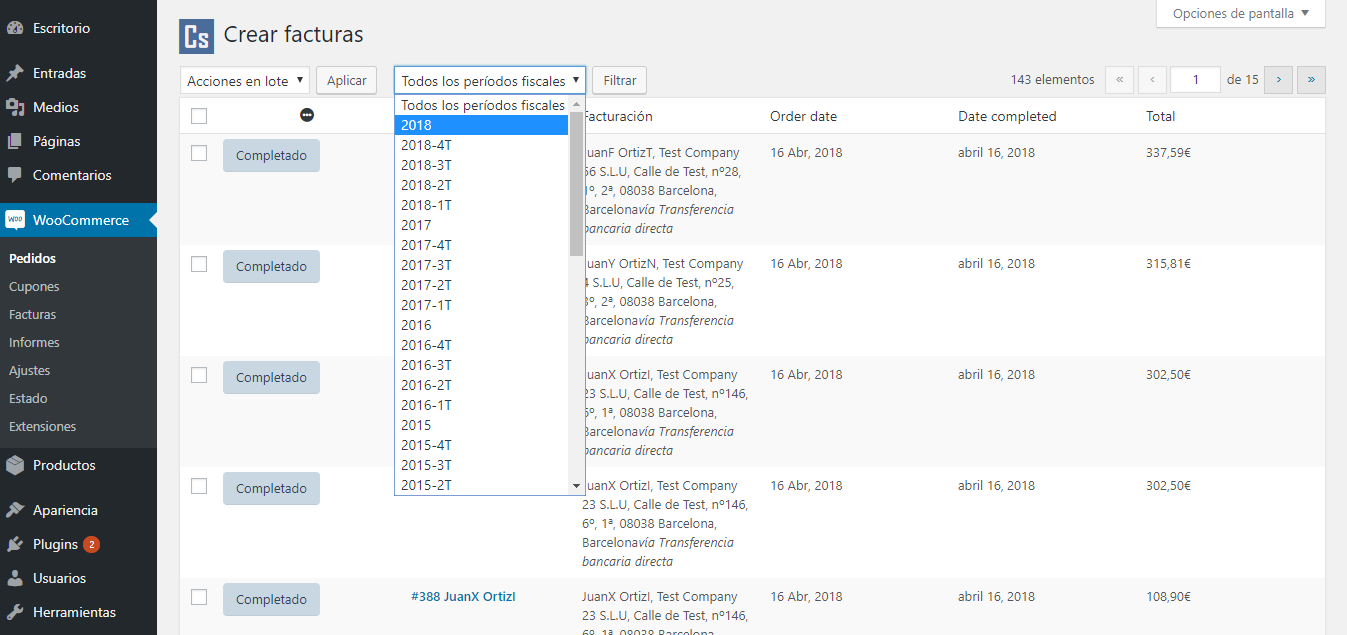 Escritorio
Entradas
Medios
Páginas
Comentarios
WooCommerce
Pedidos
Cupones
Facturas
Informes
Ajustes
Estado
Extensiones
Productos
Apariencia
Plugins 2
Usuarios
Herramientas
Opciones de pantalla
Cs Crear facturas
Acciones en lote Aplicar Todos los períodos fiscales Filtrar 143 elementos « ‹ 1 de 15 › »
Todos los períodos fiscales
2018
2018-4T
2018-3T
2018-2T
2018-1T
2017
2017-4T
2017-3T
2017-2T
2017-1T
2016
2016-4T
2016-3T
2016-2T
2016-1T
2015
2015-4T
2015-3T
2015-2T
Facturación Order date Date completed Total
Completado JuanF OrtizT, Test Company 16 Abr, 2018 abril 16, 2018 337,59€
66 S.L.U, Calle de Test, nº28,
1º, 2ª, 08038 Barcelona,
Barcelonavía Transferencia
bancaria directa
Completado JuanY OrtizN, Test Company 16 Abr, 2018 abril 16, 2018 315,81€
S.L.U, Calle de Test, nº25,
2ª, 08038 Barcelona,
Barcelonavía Transferencia
bancaria directa
Completado JuanX OrtizI, Test Company 16 Abr, 2018 abril 16, 2018 302,50€
23 S.L.U, Calle de Test, nº146,
6º, 1ª, 08038 Barcelona,
Barcelonavía Transferencia
bancaria directa
Completado JuanX OrtizI, Test Company 16 Abr, 2018 abril 16, 2018 302,50€
23 S.L.U, Calle de Test, nº146,
6º, 1ª, 08038 Barcelona,
Barcelonavía Transferencia
bancaria directa
Completado #388 JuanX OrtizI JuanX OrtizI, Test Company 16 Abr, 2018 abril 16, 2018 108,90€
23 S.L.U, Calle de Test, nº146,
6º, 1ª, 08038 Barcelona,